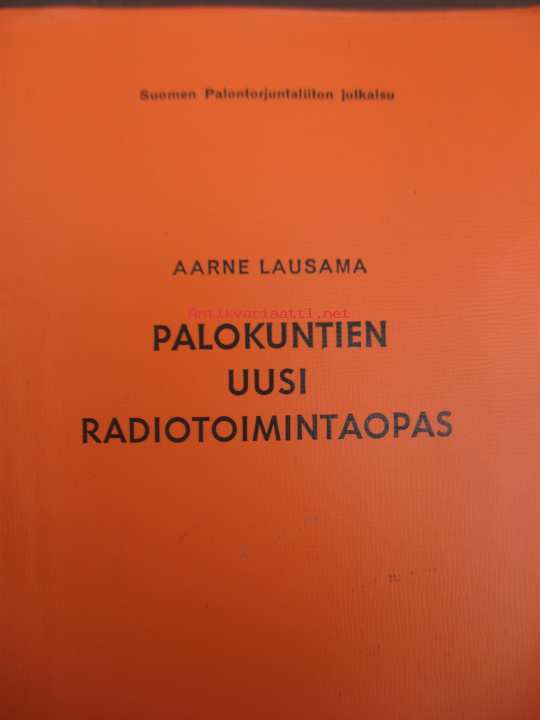 Suomen Palontorjuntaliiton julkaisu
AARNE LAUSAMA
Antikvariaatti.net
PALOKUNTIEN
UUSI
RADIOTOIMINTAOPAS